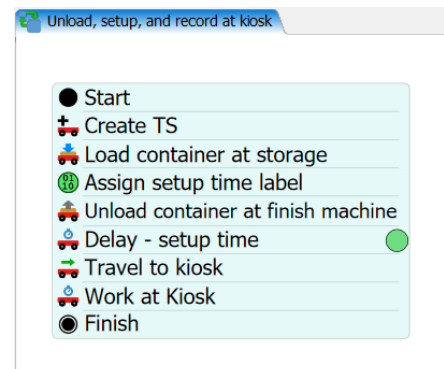 Unload, setup, and record at kiosk
Start
Create TS
Load container at storage
Assign setup time label
Unload container at finish machine
Delay - setup time
Travel to kiosk
Work at Kiosk
Finish